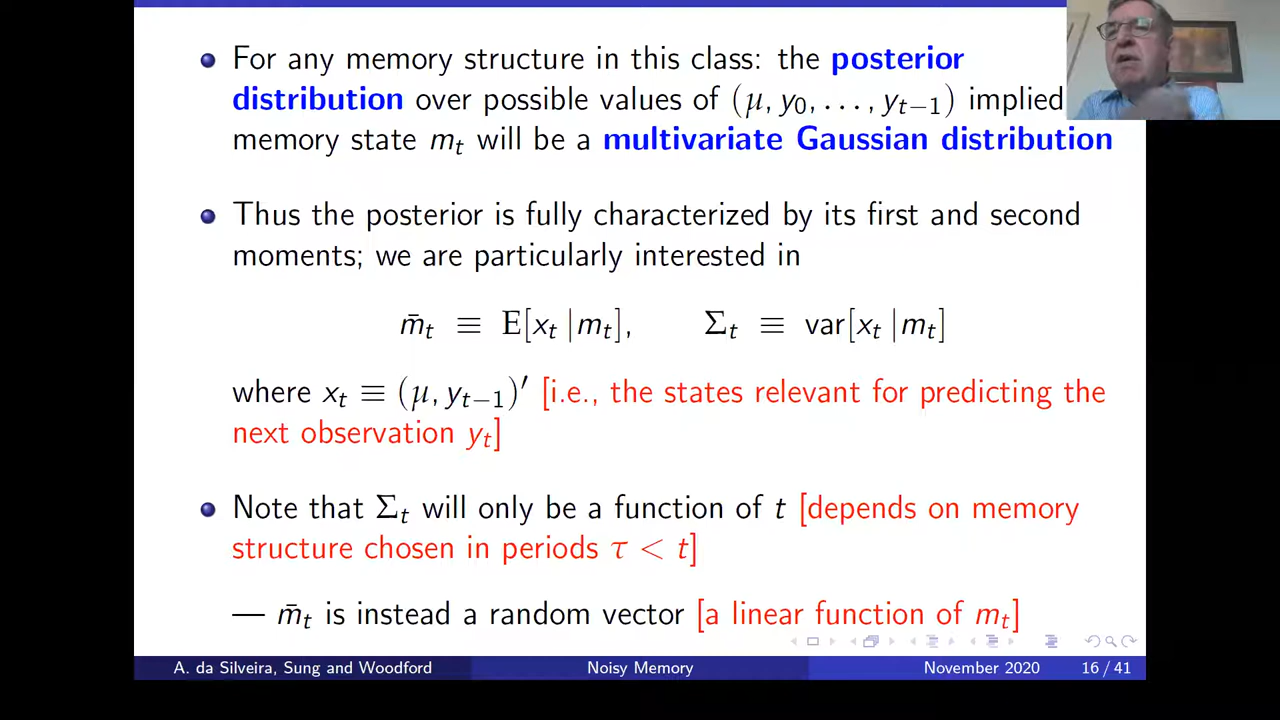 For any memory structure in this class: the posterior
distribution over possible values of (μ, y₀, ..., yₜ₋₁) implied
memory state mₜ will be a multivariate Gaussian distribution
Thus the posterior is fully characterized by its first and second
moments; we are particularly interested in
m̄ₜ ≡ E[xₜ |mₜ], Σₜ ≡ var[xₜ |mₜ]
where xₜ ≡ (μ, yₜ₋₁)′ [i.e., the states relevant for predicting the
next observation yₜ]
Note that Σₜ will only be a function of t [depends on memory
structure chosen in periods τ < t]
— m̄ₜ is instead a random vector [a linear function of mₜ]
A. da Silveira, Sung and Woodford Noisy Memory November 2020 16 / 41